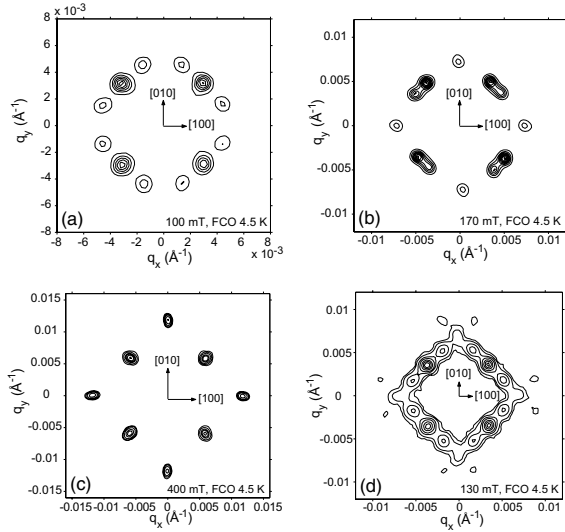 8 x 10⁻³
6
4
2
0
-2
-4
-6
-8
q_y (Å⁻¹)
[010]
[100]
(a)
100 mT, FCO 4.5 K
-8 -6 -4 -2 0 2 4 6 8
q_x (Å⁻¹)
x 10⁻³
0.01
0.005
0
-0.005
-0.01
q_y (Å⁻¹)
[010]
[100]
(b)
170 mT, FCO 4.5 K
-0.01 -0.005 0 0.005 0.01
q_x (Å⁻¹)
0.015
0.01
0.005
0
-0.005
-0.01
-0.015
q_y (Å⁻¹)
[010]
[100]
(c)
400 mT, FCO 4.5 K
-0.015 -0.01 -0.005 0 0.005 0.01 0.015
q_x (Å⁻¹)
0.01
0.005
0
-0.005
-0.01
q_y (Å⁻¹)
[010]
[100]
(d)
130 mT, FCO 4.5 K
-0.01 -0.005 0 0.005 0.01
q_x (Å⁻¹)